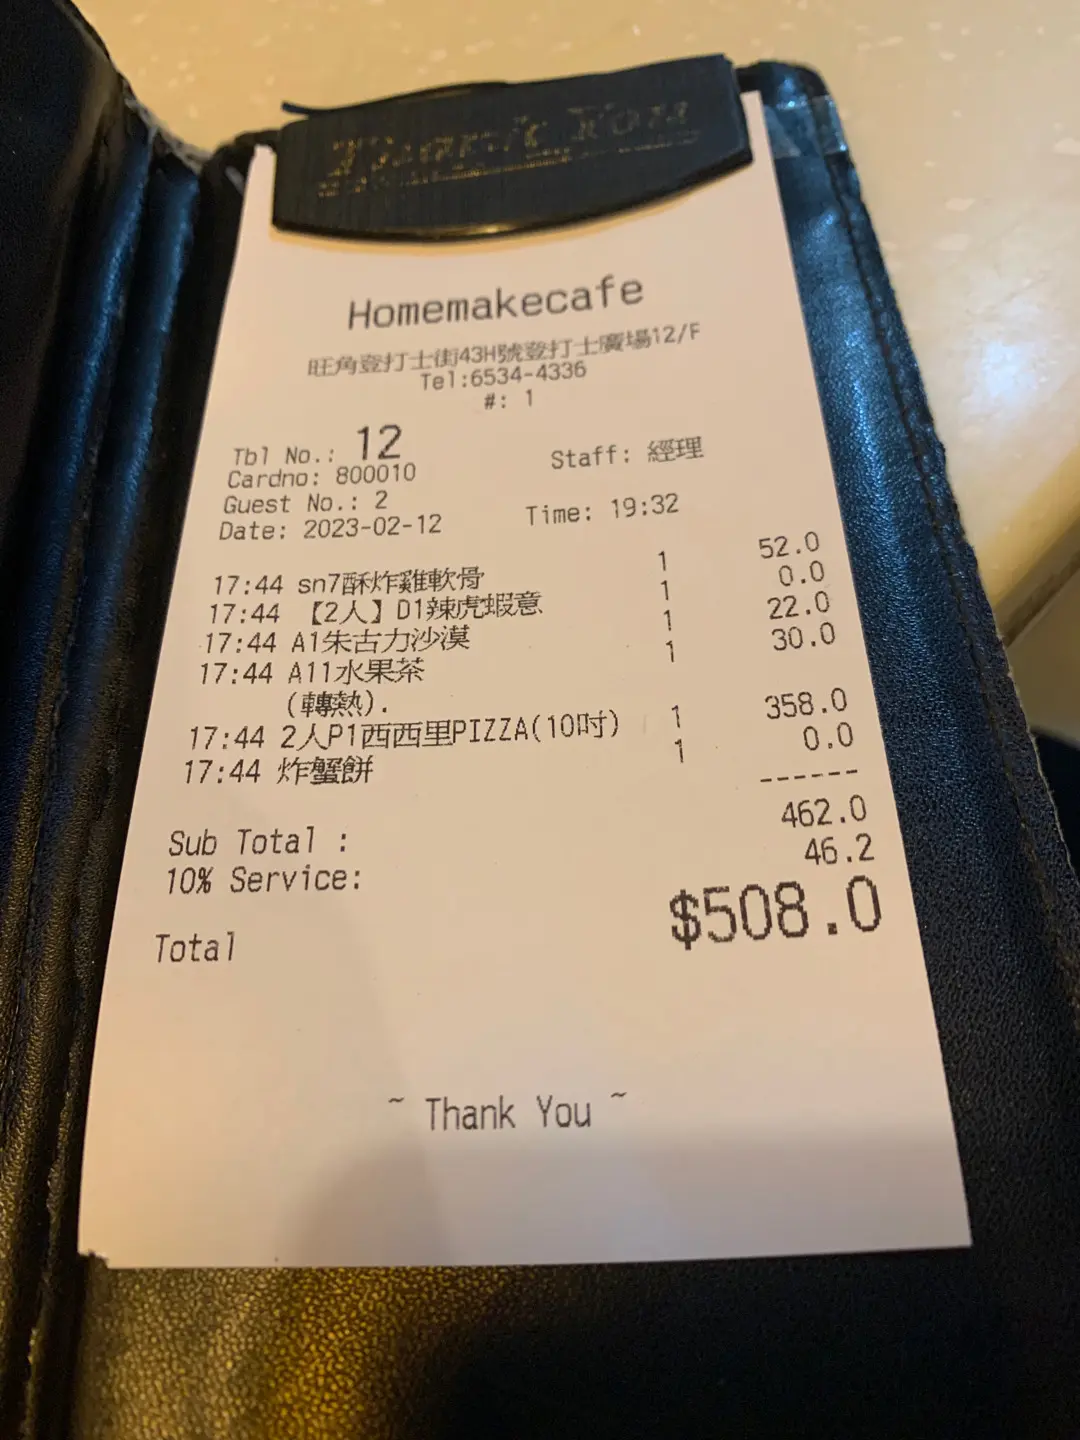 Thank You
Homemakecafe
旺角登打士街43H號登打士廣場12/F
Tel:6534-4336
#: 1
Tbl No.: 12
Cardno: 800010 Staff: 經理
Guest No.: 2
Date: 2023-02-12 Time: 19:32
17:44 sn7酥炸雞軟骨 1 52.0
17:44 【2人】D1辣虎蝦意 1 0.0
17:44 A1朱古力沙漠 1 22.0
17:44 A11水果茶 1 30.0
(轉熱).
17:44 2人P1西西里PIZZA(10吋) 1 358.0
17:44 炸蟹餅 1 0.0
------
Sub Total : 462.0
10% Service: 46.2
Total $508.0
~ Thank You ~